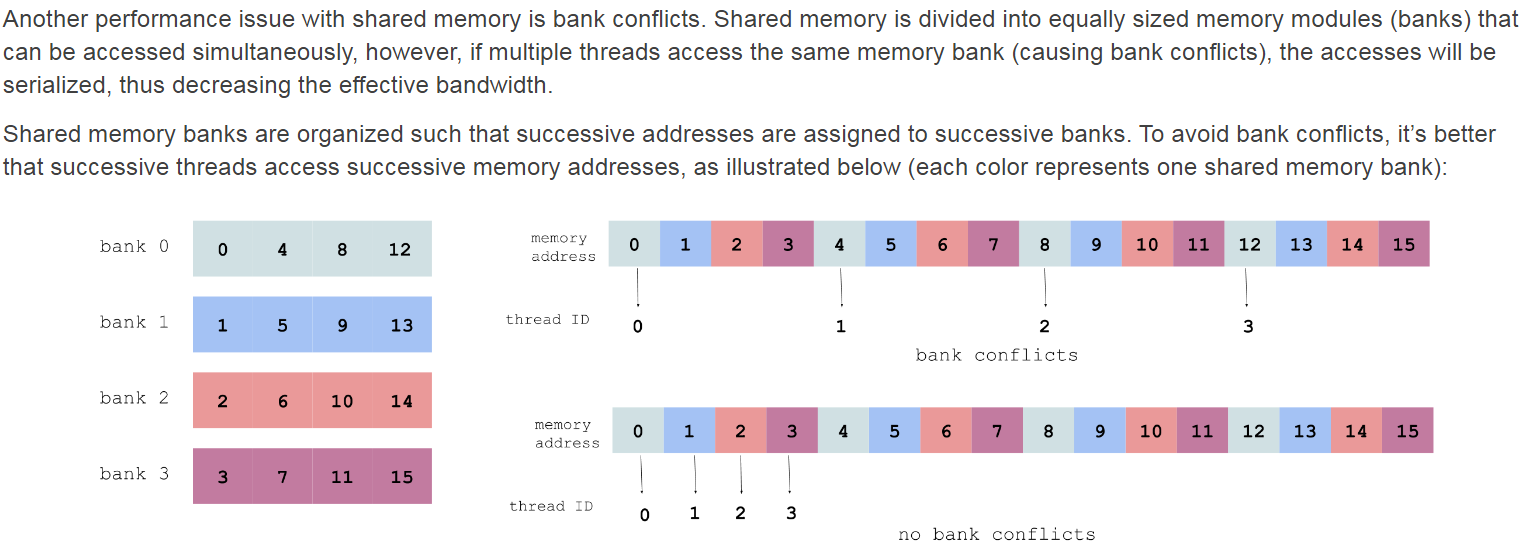 Another performance issue with shared memory is bank conflicts. Shared memory is divided into equally sized memory modules (banks) that
can be accessed simultaneously, however, if multiple threads access the same memory bank (causing bank conflicts), the accesses will be
serialized, thus decreasing the effective bandwidth.
Shared memory banks are organized such that successive addresses are assigned to successive banks. To avoid bank conflicts, it's better
that successive threads access successive memory addresses, as illustrated below (each color represents one shared memory bank):
bank 0 0 4 8 12
bank 1 1 5 9 13
bank 2 2 6 10 14
bank 3 3 7 11 15
memory
address
0 1 2 3 4 5 6 7 8 9 10 11 12 13 14 15
thread ID 0 1 2 3
bank conflicts
memory
address
0 1 2 3 4 5 6 7 8 9 10 11 12 13 14 15
thread ID 0 1 2 3
no bank conflicts